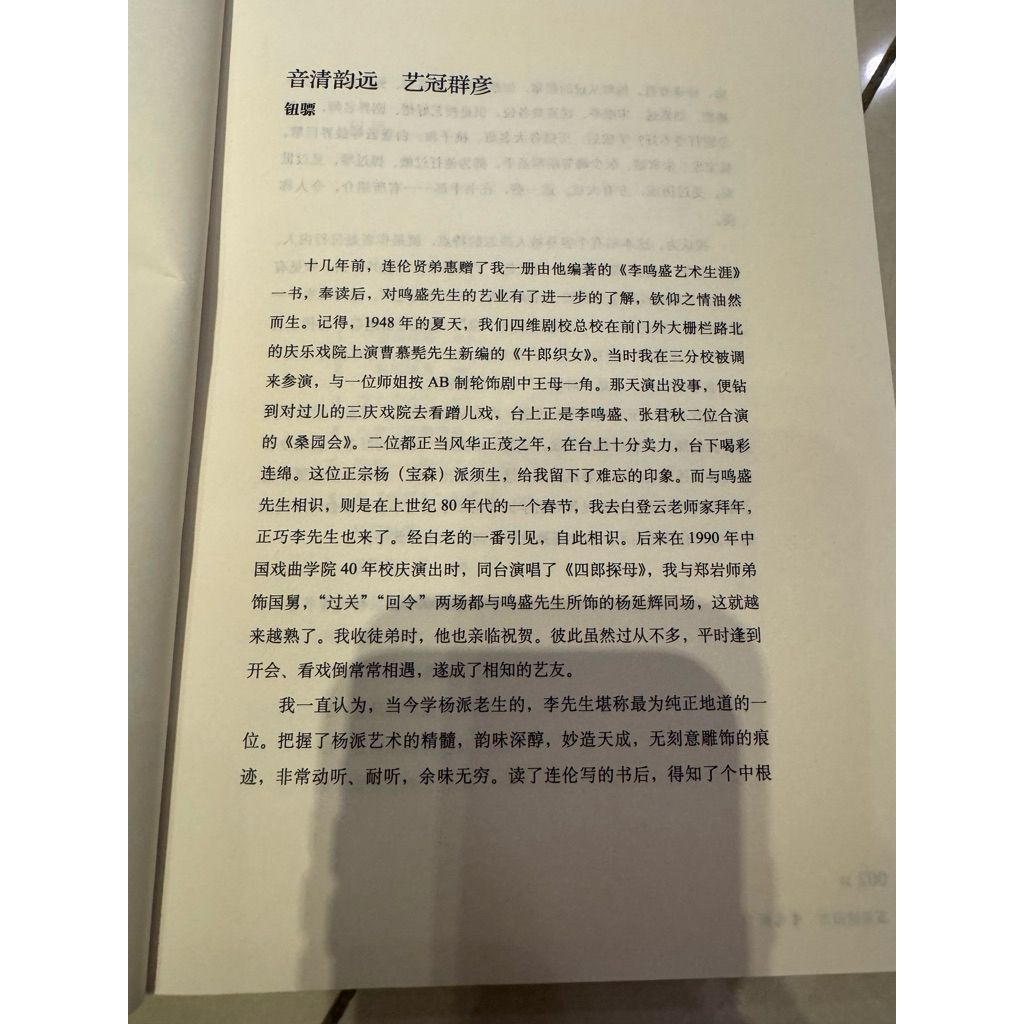 音清韵远　艺冠群彦
钮骠
十几年前，连伦贤弟惠赠了我一册由他编著的《李鸣盛艺术生涯》
一书，奉读后，对鸣盛先生的艺业有了进一步的了解，钦仰之情油然
而生。记得，1948 年的夏天，我们四维剧校总校在前门外大栅栏路北
的庆乐戏院上演曹慕髡先生新编的《牛郎织女》。当时我在三分校被调
来参演，与一位师姐按 AB 制轮饰剧中王母一角。那天演出没事，便钻
到对过儿的三庆戏院去看蹭儿戏，台上正是李鸣盛、张君秋二位合演
的《桑园会》。二位都正当风华正茂之年，在台上十分卖力，台下喝彩
连绵。这位正宗杨（宝森）派须生，给我留下了难忘的印象。而与鸣盛
先生相识，则是在上世纪 80 年代的一个春节，我去白登云老师家拜年，
正巧李先生也来了。经白老的一番引见，自此相识。后来在 1990 年中
国戏曲学院 40 年校庆演出时，同台演唱了《四郎探母》，我与郑岩师弟
饰国舅，“过关”“回令”两场都与鸣盛先生所饰的杨延辉同场，这就越
来越熟了。我收徒弟时，他也亲临祝贺。彼此虽然过从不多，平时逢到
开会、看戏倒常常相遇，遂成了相知的艺友。
我一直认为，当今学杨派老生的，李先生堪称最为纯正地道的一
位。把握了杨派艺术的精髓，韵味深醇，妙造天成，无刻意雕饰的痕
迹，非常动听、耐听，余味无穷。读了连伦写的书后，得知了个中根